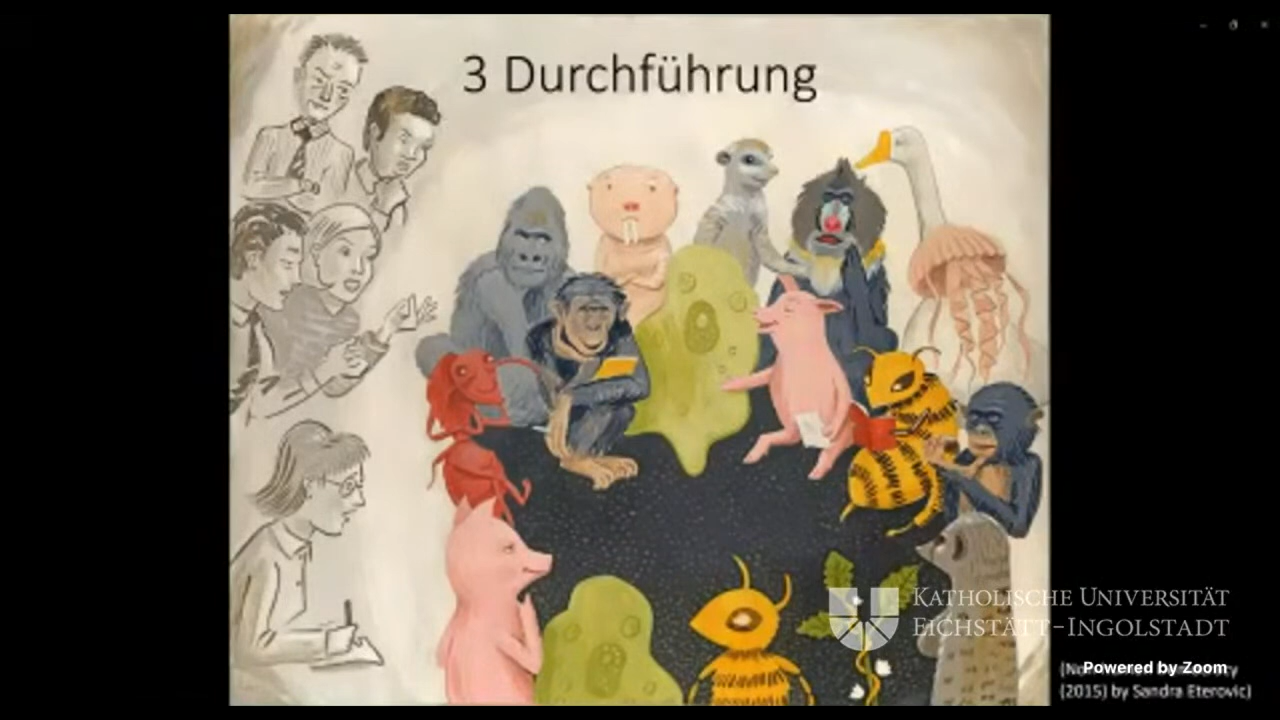 3 Durchführung
KATHOLISCHE UNIVERSITÄT
EICHSTÄTT-INGOLSTADT
Powered by Zoom
(2015) by Sandra Eterovic)